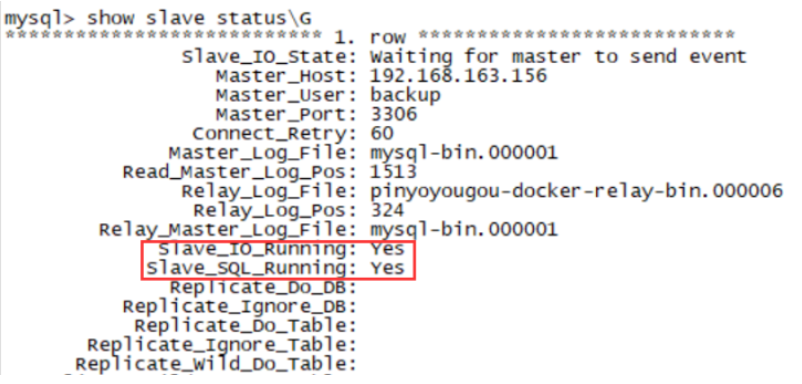 mysql> show slave status\G
*************************** 1. row ***************************
Slave_IO_State: Waiting for master to send event
Master_Host: 192.168.163.156
Master_User: backup
Master_Port: 3306
Connect_Retry: 60
Master_Log_File: mysql-bin.000001
Read_Master_Log_Pos: 1513
Relay_Log_File: pinyoyougou-docker-relay-bin.000006
Relay_Log_Pos: 324
Relay_Master_Log_File: mysql-bin.000001
Slave_IO_Running: Yes
Slave_SQL_Running: Yes
Replicate_Do_DB:
Replicate_Ignore_DB:
Replicate_Do_Table:
Replicate_Ignore_Table:
Replicate_Wild_Do_Table: